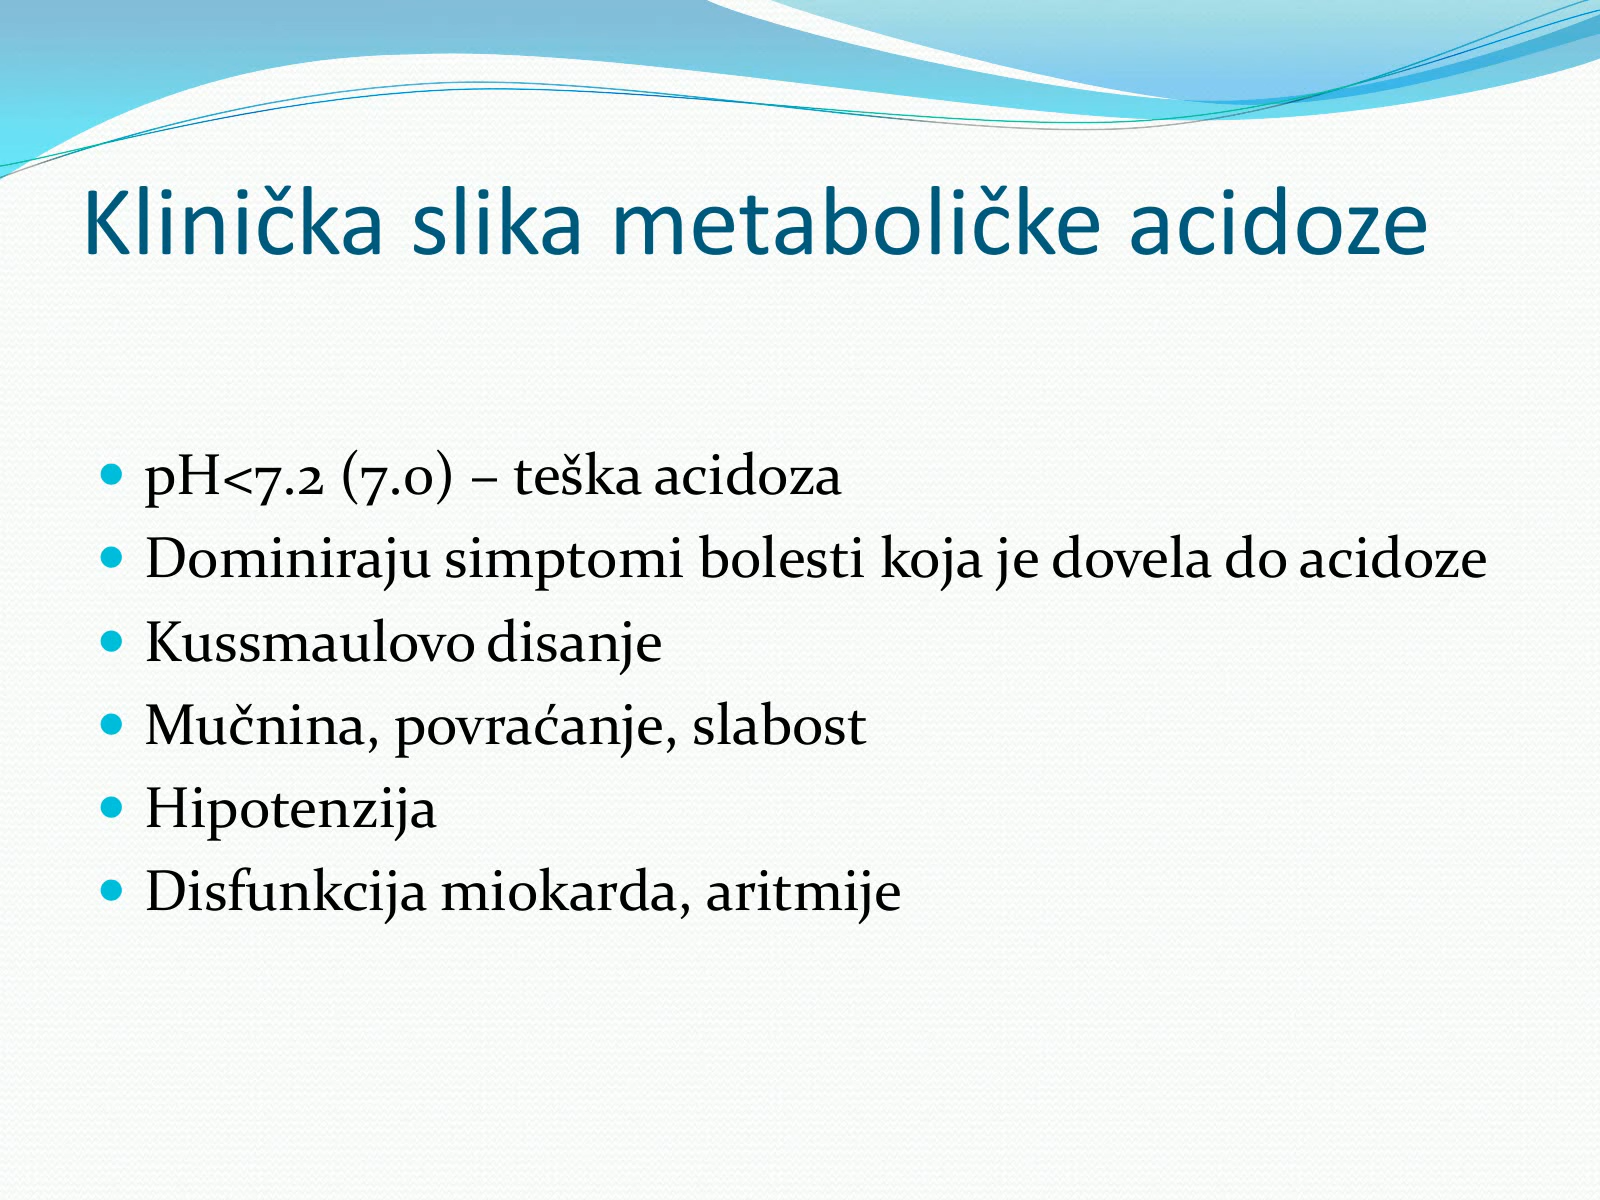 Klinička slika metaboličke acidoze
• pH<7.2 (7.0) – teška acidoza
• Dominiraju simptomi bolesti koja je dovela do acidoze
• Kussmaulovo disanje
• Mučnina, povraćanje, slabost
• Hipotenzija
• Disfunkcija miokarda, aritmije